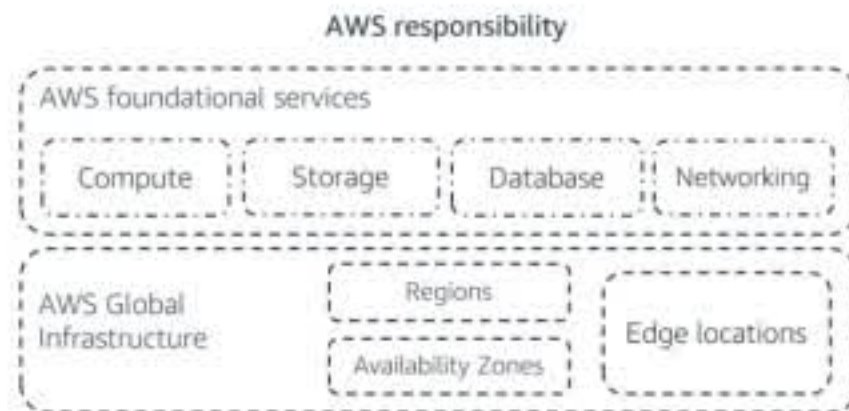 AWS responsibility
AWS foundational services
Compute
Storage
Database
Networking
AWS Global
Infrastructure
Regions
Availability Zones
Edge locations